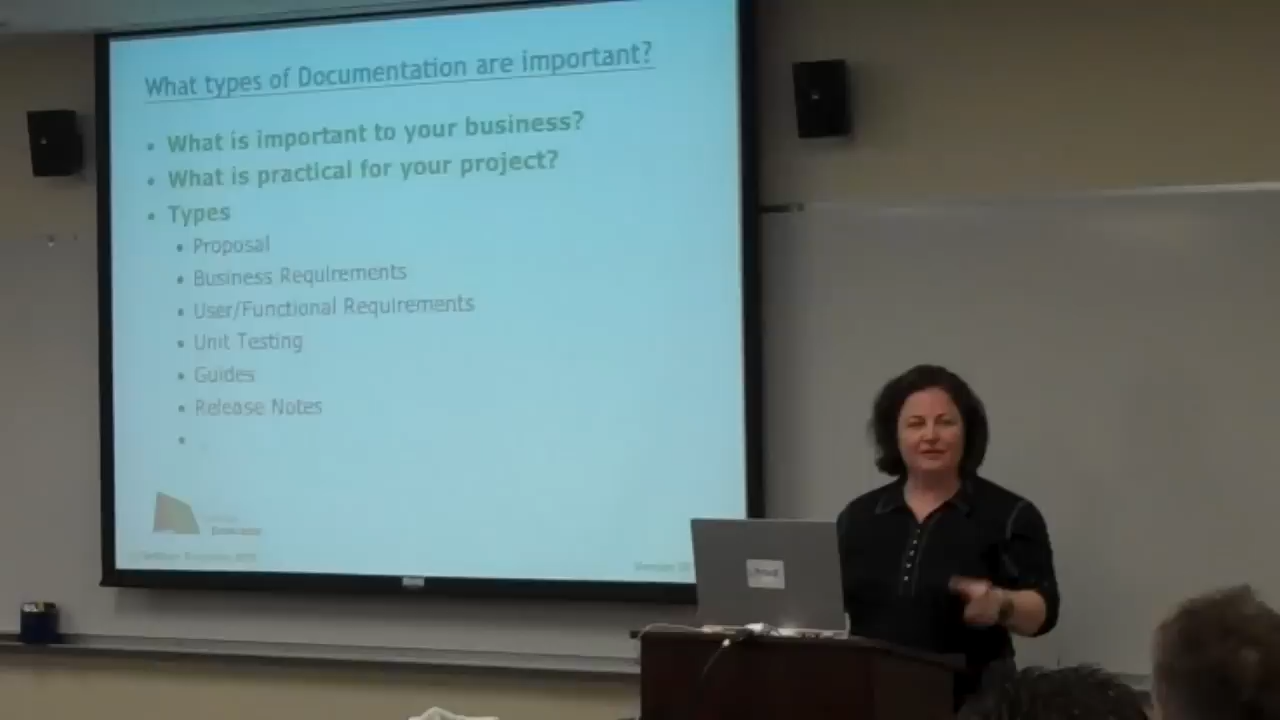 What types of Documentation are important?
• What is important to your business?
• What is practical for your project?
• Types
• Proposal
• Business Requirements
• User/Functional Requirements
• Unit Testing
• Guides
• Release Notes
•